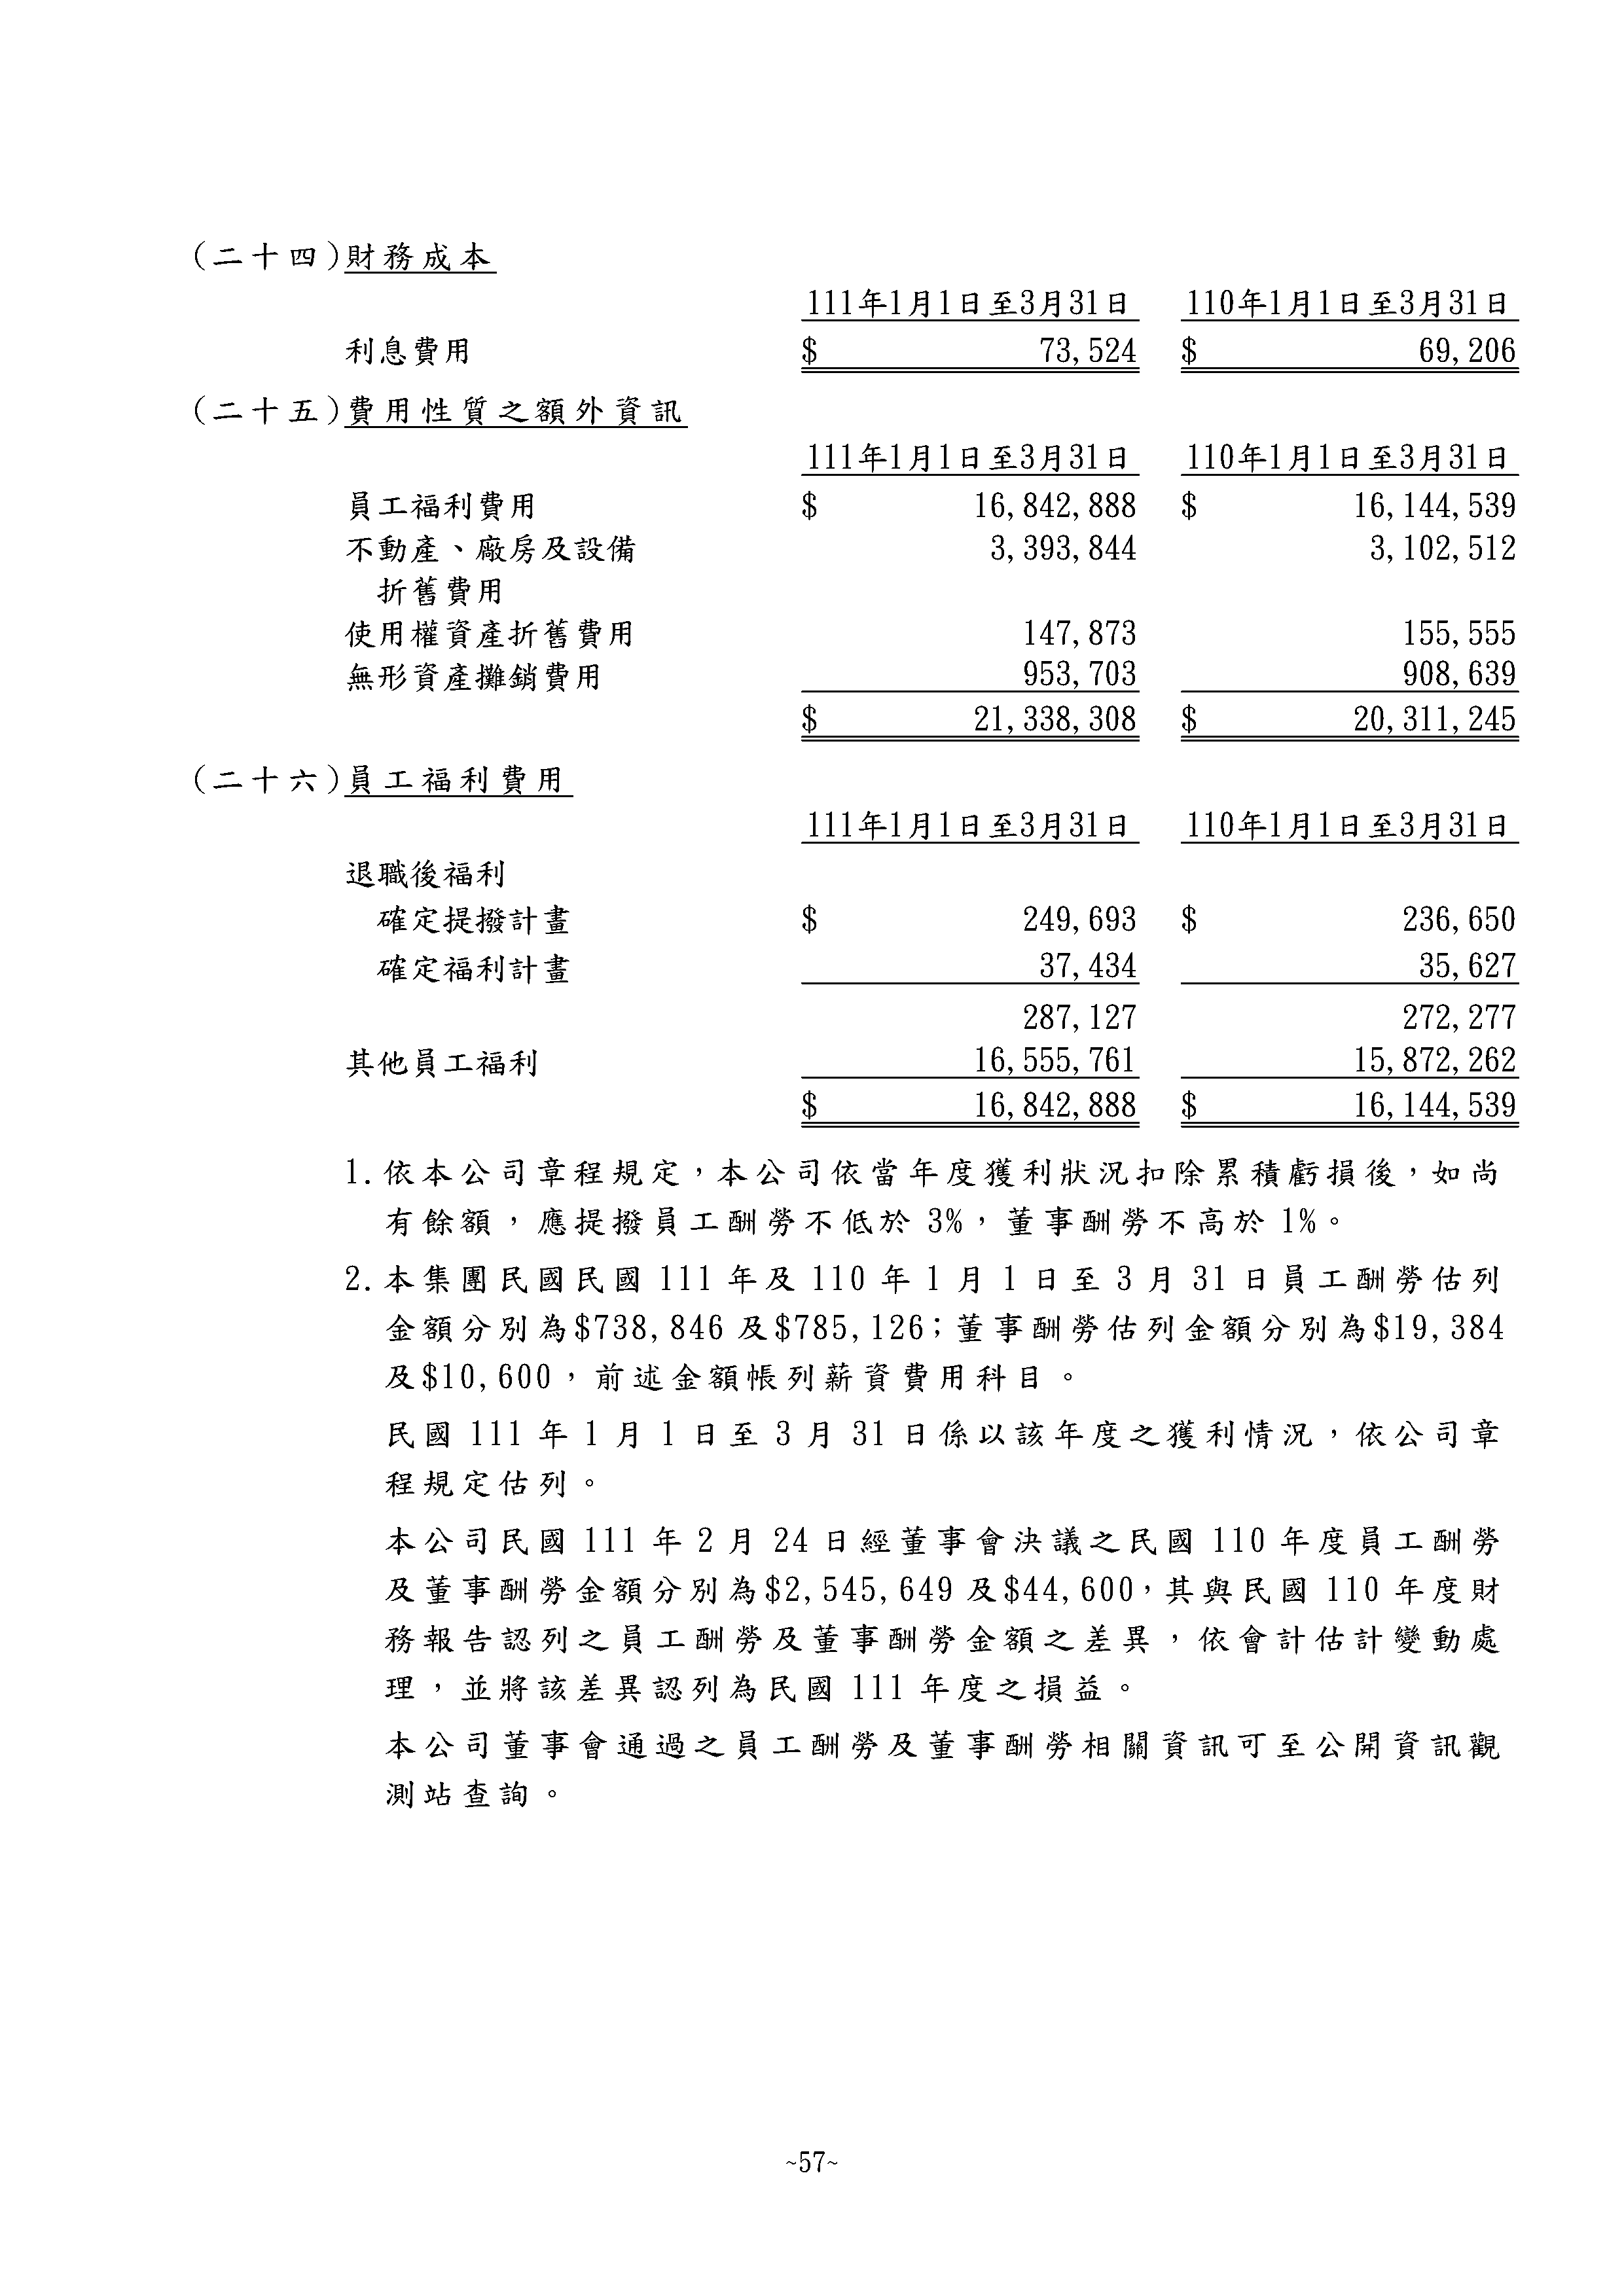 (二十四)財務成本
111年1月1日至3月31日 110年1月1日至3月31日
利息費用 $ 73,524 $ 69,206
(二十五)費用性質之額外資訊
111年1月1日至3月31日 110年1月1日至3月31日
員工福利費用 $ 16,842,888 $ 16,144,539
不動產、廠房及設備 3,393,844 3,102,512
折舊費用
使用權資產折舊費用 147,873 155,555
無形資產攤銷費用 953,703 908,639
$ 21,338,308 $ 20,311,245
(二十六)員工福利費用
111年1月1日至3月31日 110年1月1日至3月31日
退職後福利
確定提撥計畫 $ 249,693 $ 236,650
確定福利計畫 37,434 35,627
287,127 272,277
其他員工福利 16,555,761 15,872,262
$ 16,842,888 $ 16,144,539
1.依本公司章程規定，本公司依當年度獲利狀況扣除累積虧損後，如尚
有餘額，應提撥員工酬勞不低於 3%，董事酬勞不高於 1%。
2.本集團民國民國 111 年及 110 年 1 月 1 日至 3 月 31 日員工酬勞估列
金額分別為$738,846 及$785,126；董事酬勞估列金額分別為$19,384
及$10,600，前述金額帳列薪資費用科目。
民國 111 年 1 月 1 日至 3 月 31 日係以該年度之獲利情況，依公司章
程規定估列。
本公司民國 111 年 2 月 24 日經董事會決議之民國 110 年度員工酬勞
及董事酬勞金額分別為$2,545,649 及$44,600，其與民國 110 年度財
務報告認列之員工酬勞及董事酬勞金額之差異，依會計估計變動處
理，並將該差異認列為民國 111 年度之損益。
本公司董事會通過之員工酬勞及董事酬勞相關資訊可至公開資訊觀
測站查詢。
~57~